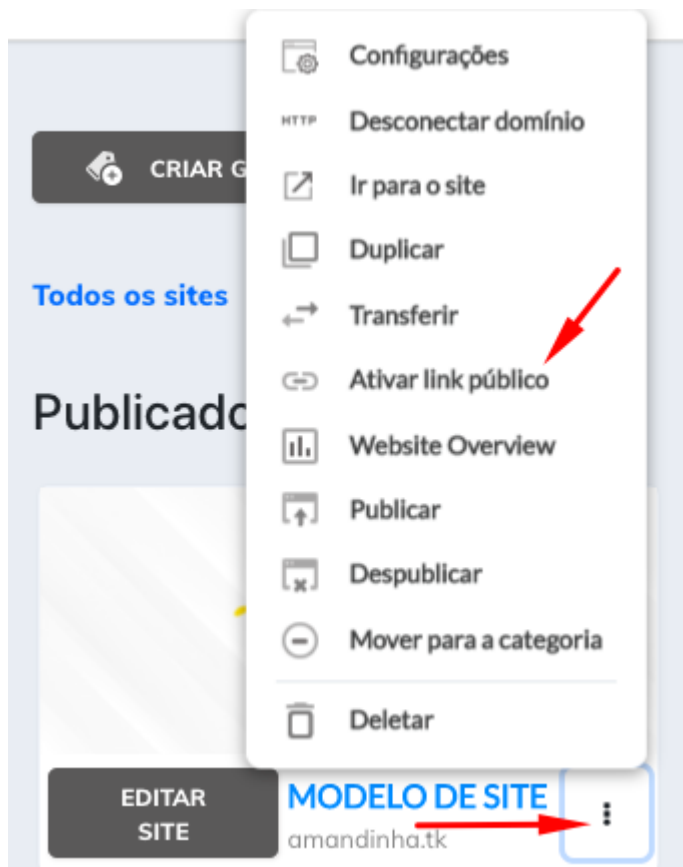 Configurações
HTTP Desconectar domínio
CRIAR G
Ir para o site
Duplicar
Todos os sites
Transferir
Ativar link público
Publicado
Website Overview
Publicar
Despublicar
Mover para a categoria
Deletar
EDITAR
SITE
MODELO DE SITE
amandinha.tk